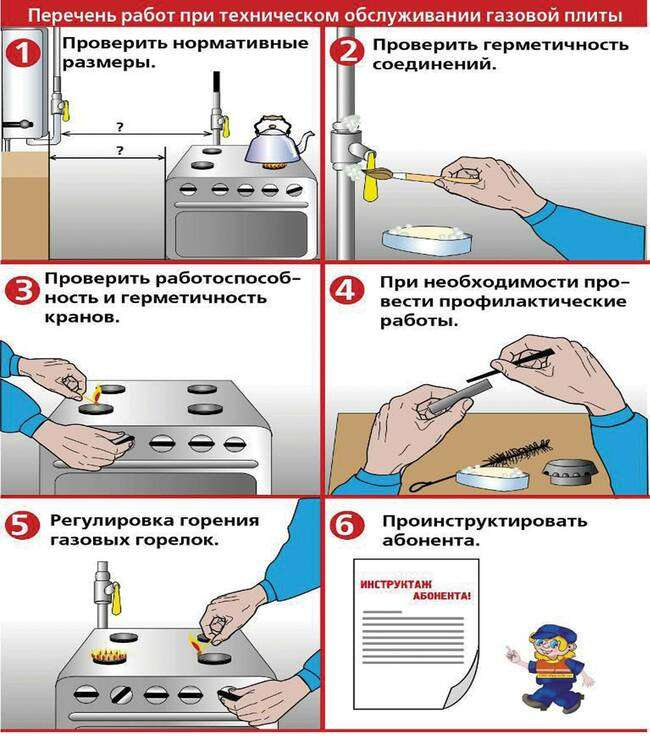 Перечень работ при техническом обслуживании газовой плиты
1 Проверить нормативные
размеры.
?
?
2 Проверить герметичность
соединений.
3 Проверить работоспособ-
ность и герметичность
кранов.
4 При необходимости про-
вести профилактические
работы.
5 Регулировка горения
газовых горелок.
6 Проинструктировать
абонента.
ИНСТРУКТАЖ
АБОНЕНТА!